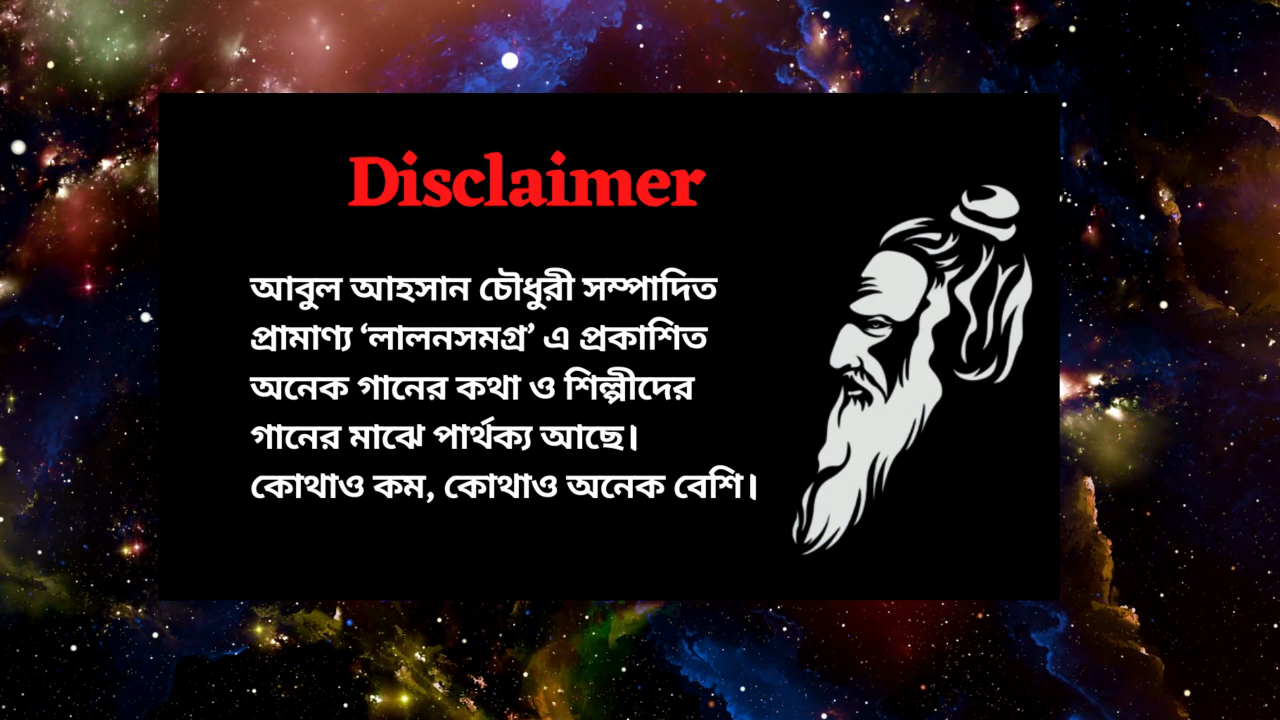 Disclaimer
আবুল আহসান চৌধুরী সম্পাদিত
প্রামাণ্য ‘লালনসমগ্র’ এ প্রকাশিত
অনেক গানের কথা ও শিল্পীদের
গানের মাঝে পার্থক্য আছে।
কোথাও কম, কোথাও অনেক বেশি।